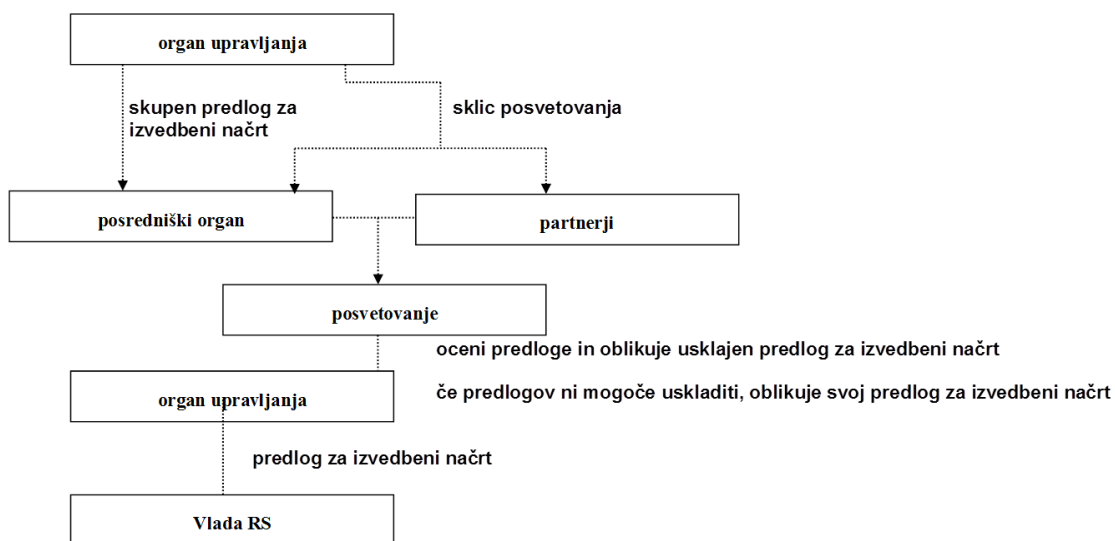 organ upravljanja
skupen predlog za
izvedbeni načrt
sklic posvetovanja
posredniški organ
partnerji
posvetovanje
oceni predloge in oblikuje usklajen predlog za izvedbeni načrt
organ upravljanja
če predlogov ni mogoče uskladiti, oblikuje svoj predlog za izvedbeni načrt
predlog za izvedbeni načrt
Vlada RS